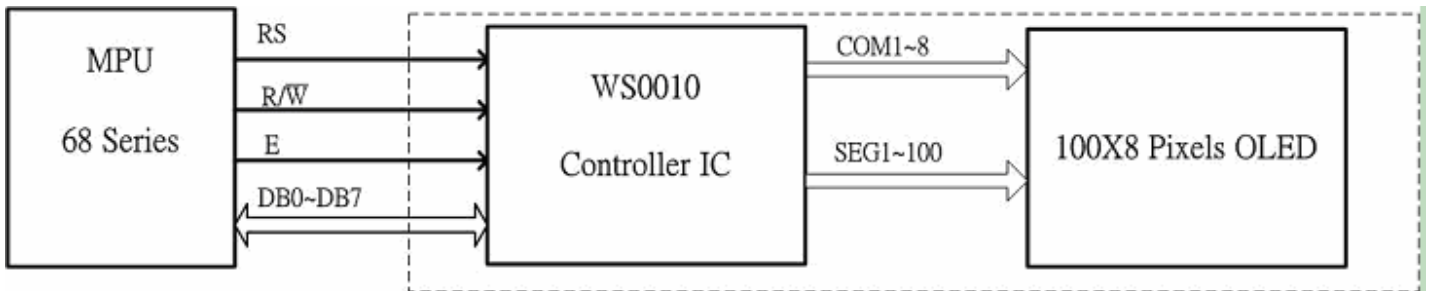 MPU
68 Series
RS
R/W̅
E
DB0~DB7
WS0010
Controller IC
COM1~8
SEG1~100
100X8 Pixels OLED